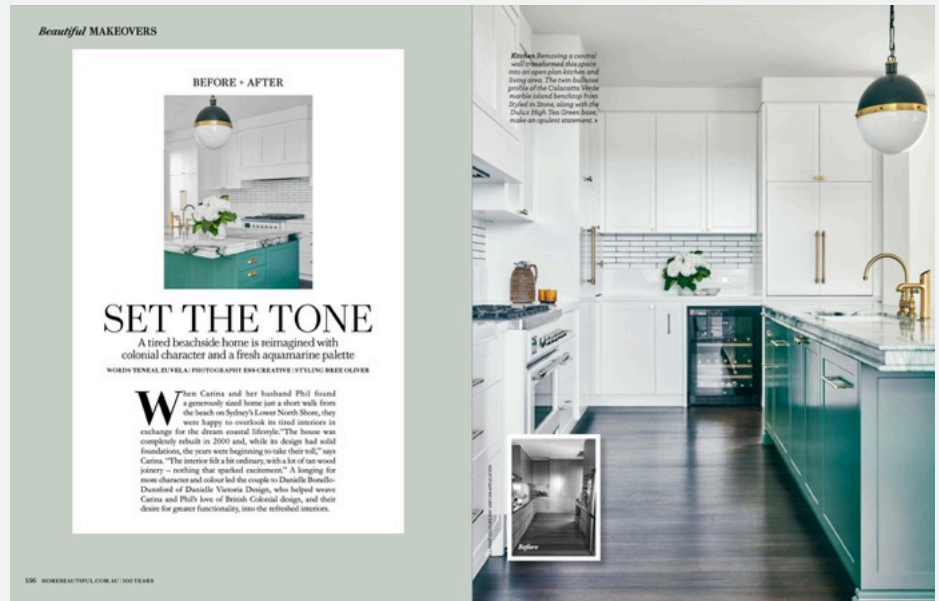 Beautiful MAKEOVERS
BEFORE + AFTER
SET THE TONE
A tired beachside home is reimagined with
colonial character and a fresh aquamarine palette
WORDS TENEAL ZUVELA | PHOTOGRAPHY ESS CREATIVE | STYLING BREE OLIVER
When Carina and her husband Phil found
a generously sized home just a short walk from
the beach on Sydney's Lower North Shore, they
were happy to overlook its tired interiors in
exchange for the dream coastal lifestyle. "The house was
completely rebuilt in 2000 and, while its design had solid
foundations, the years were beginning to take their toll," says
Carina. "The interior felt a bit ordinary, with a lot of tan wood
joinery – nothing that sparked excitement." A longing for
more character and colour led the couple to Danielle Bonello-
Dunsford of Danielle Victoria Design, who helped weave
Carina and Phil's love of British Colonial design, and their
desire for greater functionality, into the refreshed interiors.
156 HOMEBEAUTIFUL.COM.AU | 100 YEARS
Kitchen Removing a central
wall transformed this space
into an open-plan kitchen and
living area. The twin bullnose
profile of the Calacatta Verde
marble island benchtop from
Styled in Stone, along with the
Dulux High Tea Green base,
make an opulent statement. »
Before